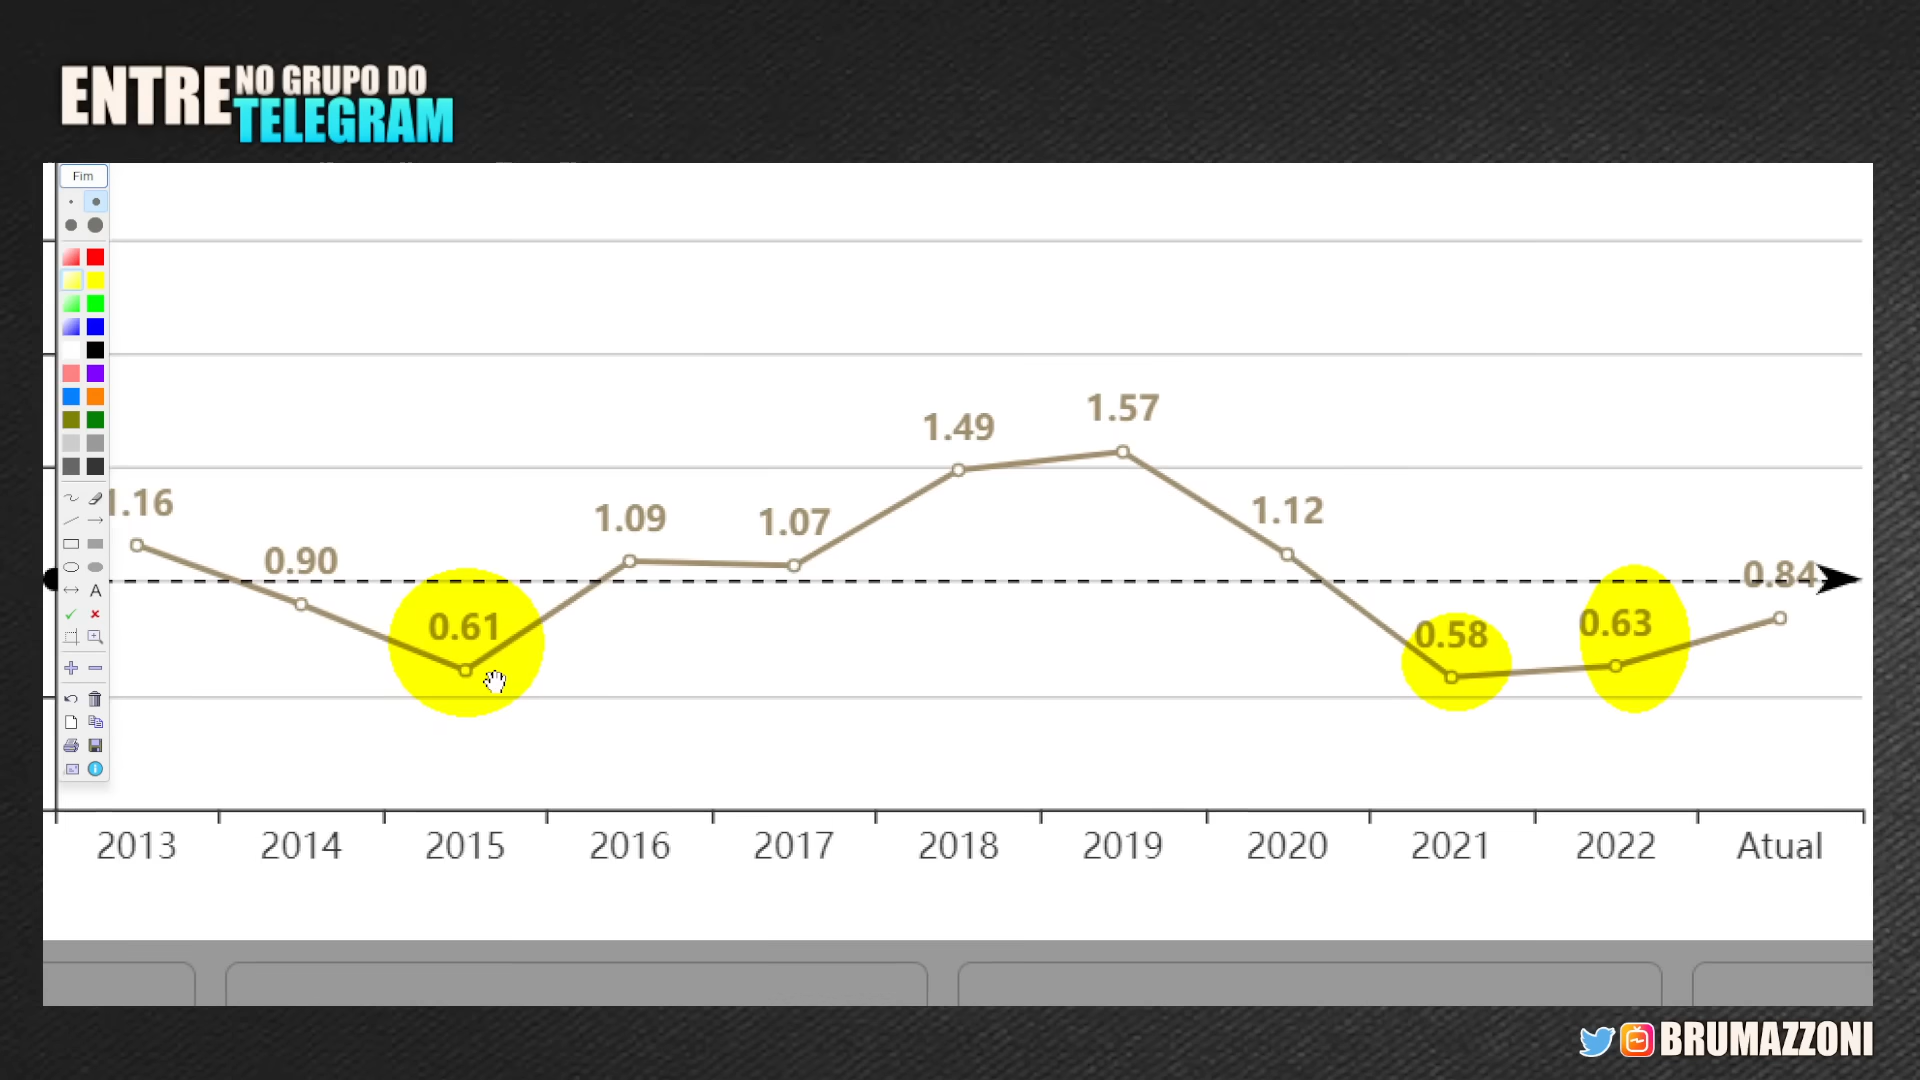 ENTRE NO GRUPO DO
TELEGRAM
Fim
A
1.57
1.49
1.16
1.09
1.07
1.12
0.90
0.84
0.61
0.58
0.63
2013 2014 2015 2016 2017 2018 2019 2020 2021 2022 Atual
BRUMAZZONI